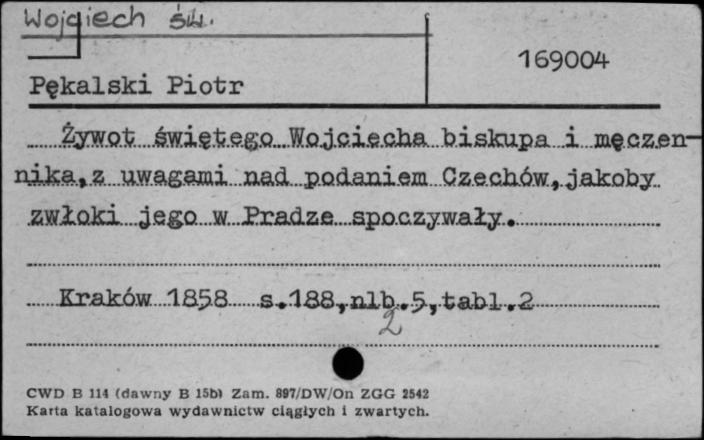 Wojciech św.
169004
Pękalski Piotr
Żywot świętego Wojciecha biskupa i męczen-
nika, z uwagami nad podaniem Czechów, jakoby
zwłoki jego w Pradze spoczywały.
Kraków 1858 s.188,nlb.5,tabl.2
2
CWD B 114 (dawny B 15b) Zam. 897/DW/On ZGG 2542
Karta katalogowa wydawnictw ciągłych i zwartych.